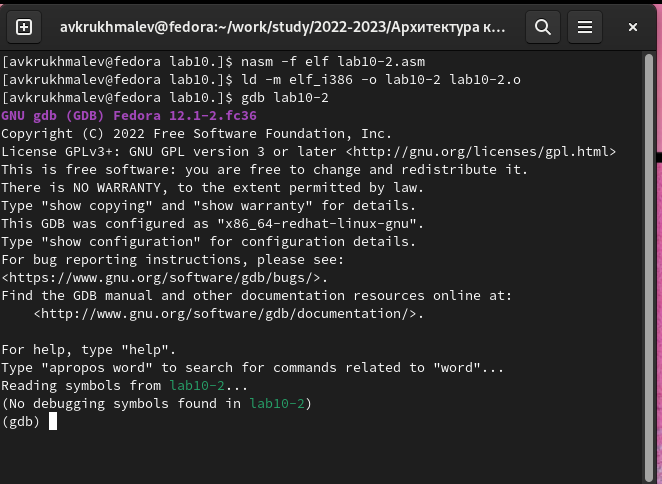 avkrukhmalev@fedora:~/work/study/2022-2023/Архитектура к...
[avkrukhmalev@fedora lab10.]$ nasm -f elf lab10-2.asm
[avkrukhmalev@fedora lab10.]$ ld -m elf_i386 -o lab10-2 lab10-2.o
[avkrukhmalev@fedora lab10.]$ gdb lab10-2
GNU gdb (GDB) Fedora 12.1-2.fc36
Copyright (C) 2022 Free Software Foundation, Inc.
License GPLv3+: GNU GPL version 3 or later <http://gnu.org/licenses/gpl.html>
This is free software: you are free to change and redistribute it.
There is NO WARRANTY, to the extent permitted by law.
Type "show copying" and "show warranty" for details.
This GDB was configured as "x86_64-redhat-linux-gnu".
Type "show configuration" for configuration details.
For bug reporting instructions, please see:
<https://www.gnu.org/software/gdb/bugs/>.
Find the GDB manual and other documentation resources online at:
    <http://www.gnu.org/software/gdb/documentation/>.
For help, type "help".
Type "apropos word" to search for commands related to "word"...
Reading symbols from lab10-2...
(No debugging symbols found in lab10-2)
(gdb)